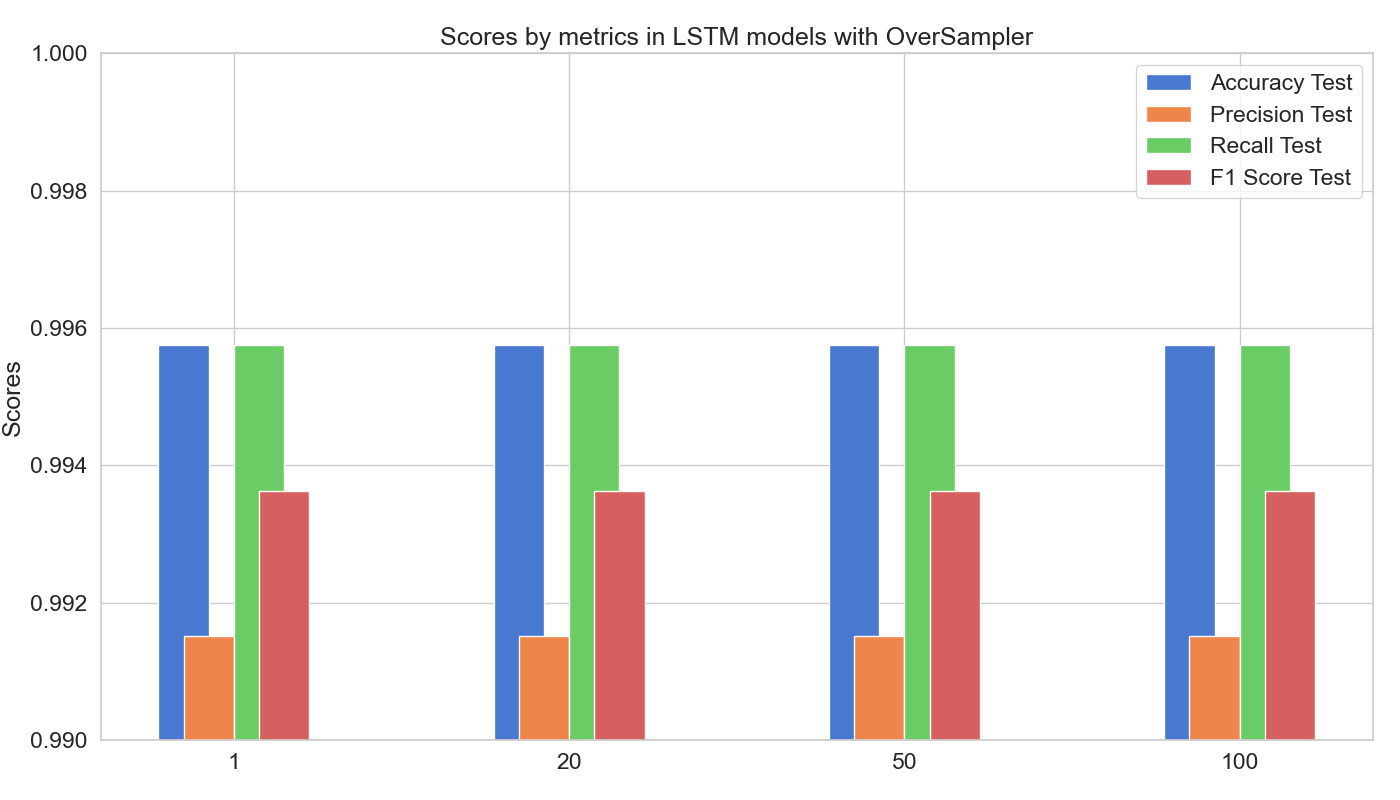 Scores by metrics in LSTM models with OverSampler
1.000
0.998
0.996
0.994
0.992
0.990
Scores
Accuracy Test
Precision Test
Recall Test
F1 Score Test
1 20 50 100